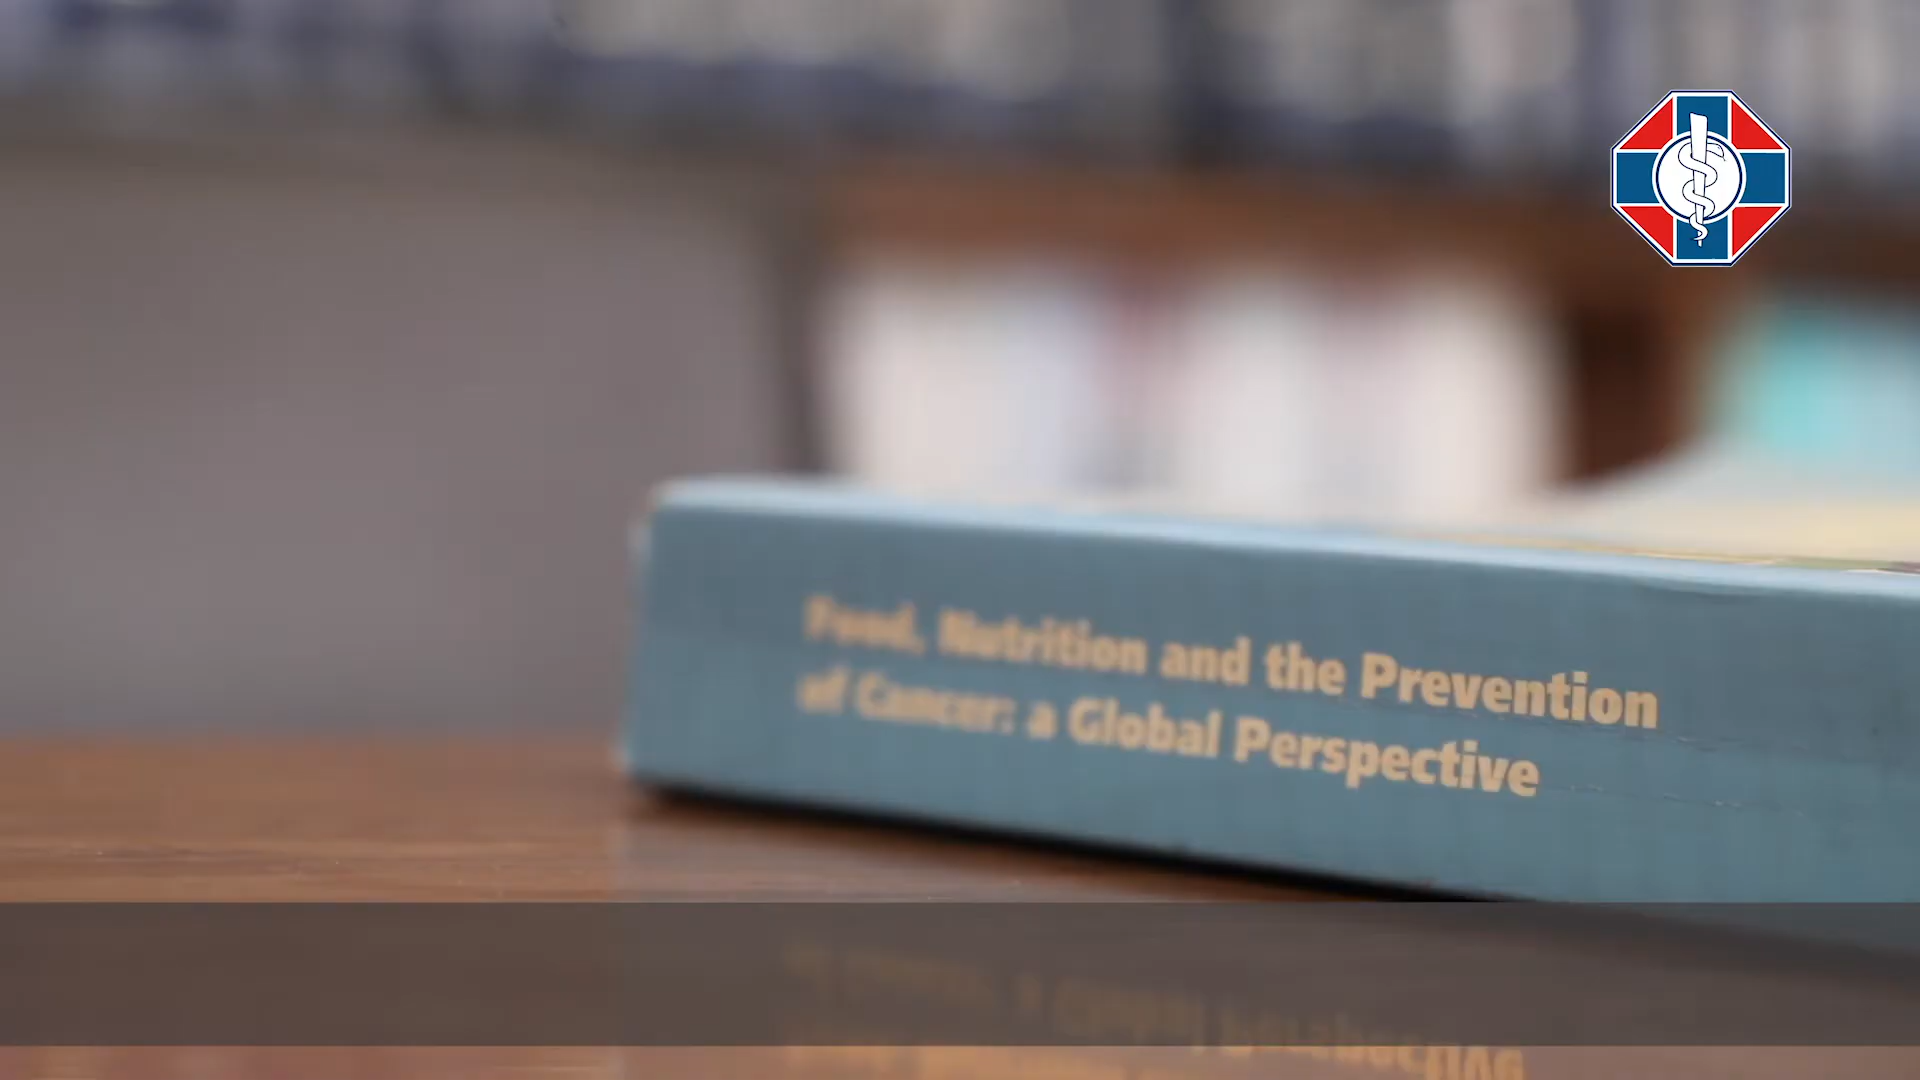 Food, Nutrition and the Prevention
of Cancer: a Global Perspective